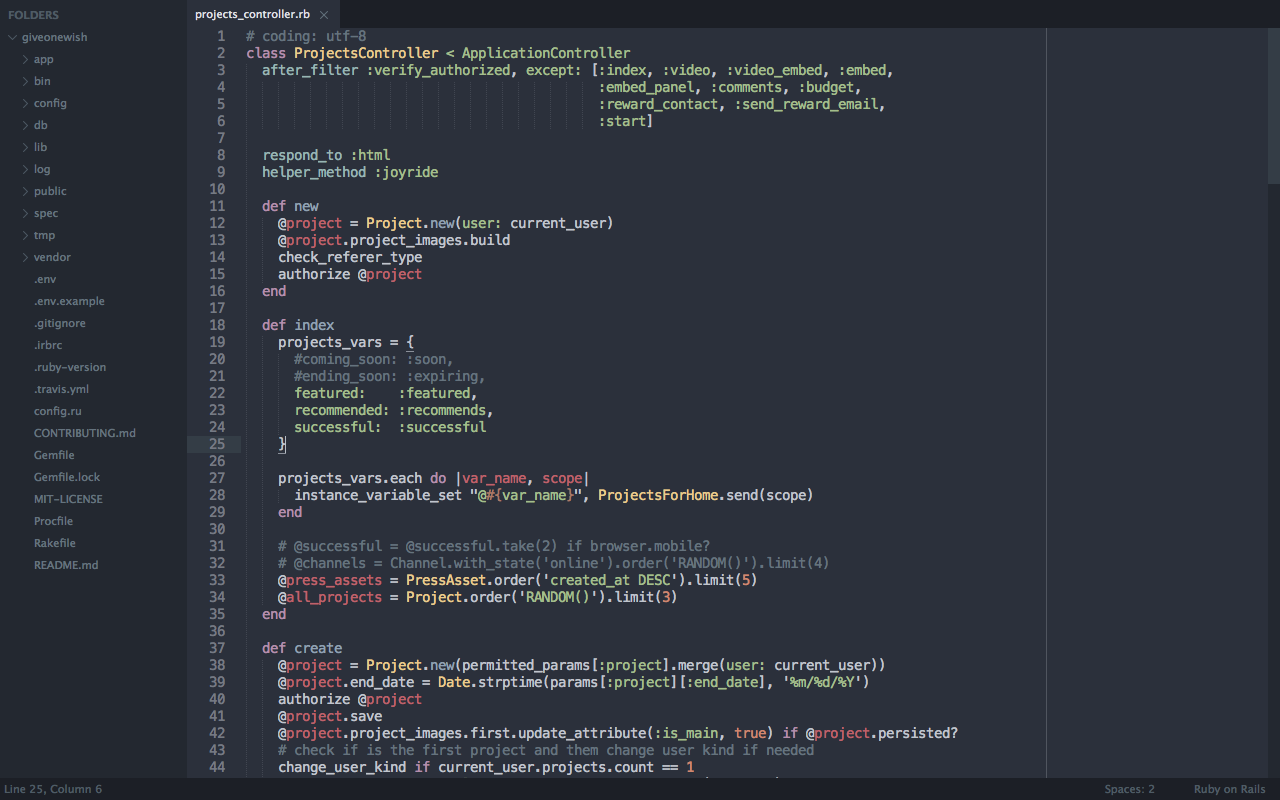 FOLDERS
giveonewish
app
bin
config
db
lib
log
public
spec
tmp
vendor
.env
.env.example
.gitignore
.irbrc
.ruby-version
.travis.yml
config.ru
CONTRIBUTING.md
Gemfile
Gemfile.lock
MIT-LICENSE
Procfile
Rakefile
README.md
projects_controller.rb ×
1 # coding: utf-8
2 class ProjectsController < ApplicationController
3   after_filter :verify_authorized, except: [:index, :video, :video_embed, :embed,
4                                             :embed_panel, :comments, :budget,
5                                             :reward_contact, :send_reward_email,
6                                             :start]
7
8   respond_to :html
9   helper_method :joyride
10
11   def new
12     @project = Project.new(user: current_user)
13     @project.project_images.build
14     check_referer_type
15     authorize @project
16   end
17
18   def index
19     projects_vars = {
20       #coming_soon: :soon,
21       #ending_soon: :expiring,
22       featured:    :featured,
23       recommended: :recommends,
24       successful:  :successful
25     }
26
27     projects_vars.each do |var_name, scope|
28       instance_variable_set "@#{var_name}", ProjectsForHome.send(scope)
29     end
30
31     # @successful = @successful.take(2) if browser.mobile?
32     # @channels = Channel.with_state('online').order('RANDOM()').limit(4)
33     @press_assets = PressAsset.order('created_at DESC').limit(5)
34     @all_projects = Project.order('RANDOM()').limit(3)
35   end
36
37   def create
38     @project = Project.new(permitted_params[:project].merge(user: current_user))
39     @project.end_date = Date.strptime(params[:project][:end_date], '%m/%d/%Y')
40     authorize @project
41     @project.save
42     @project.project_images.first.update_attribute(:is_main, true) if @project.persisted?
43     # check if is the first project and them change user kind if needed
44     change_user_kind if current_user.projects.count == 1
Line 25, Column 6
Spaces: 2
Ruby on Rails